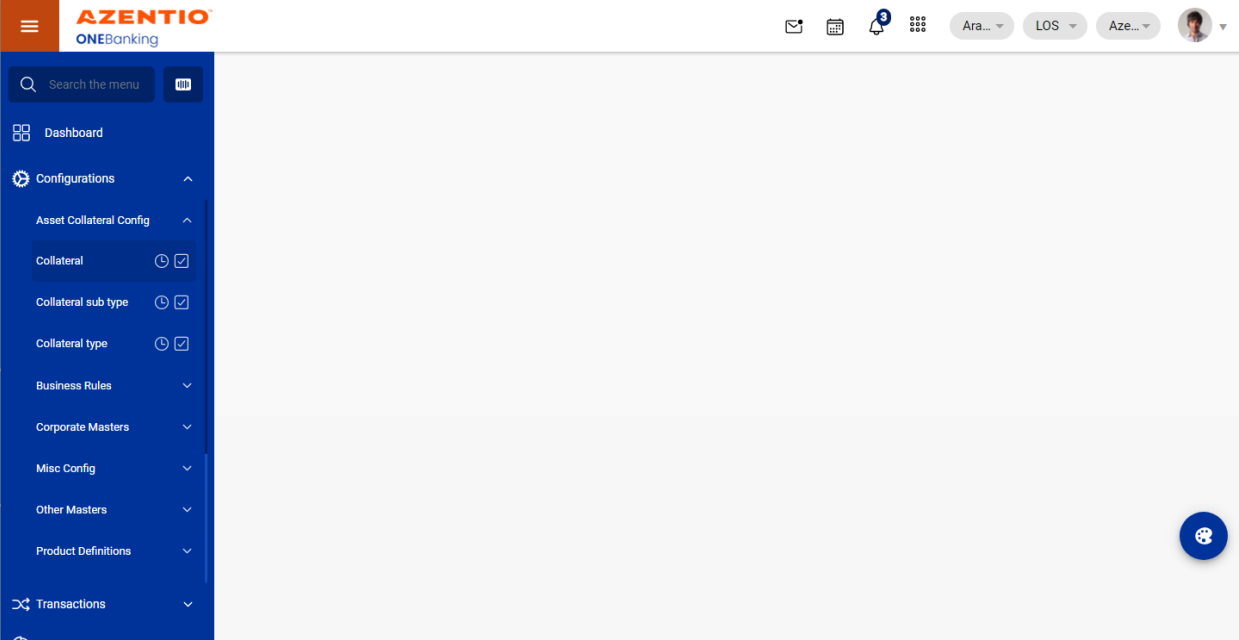 AZENTIO™
ONEBanking
3
Ara...
LOS
Aze...
Search the menu
Dashboard
Configurations
Asset Collateral Config
Collateral
Collateral sub type
Collateral type
Business Rules
Corporate Masters
Misc Config
Other Masters
Product Definitions
Transactions